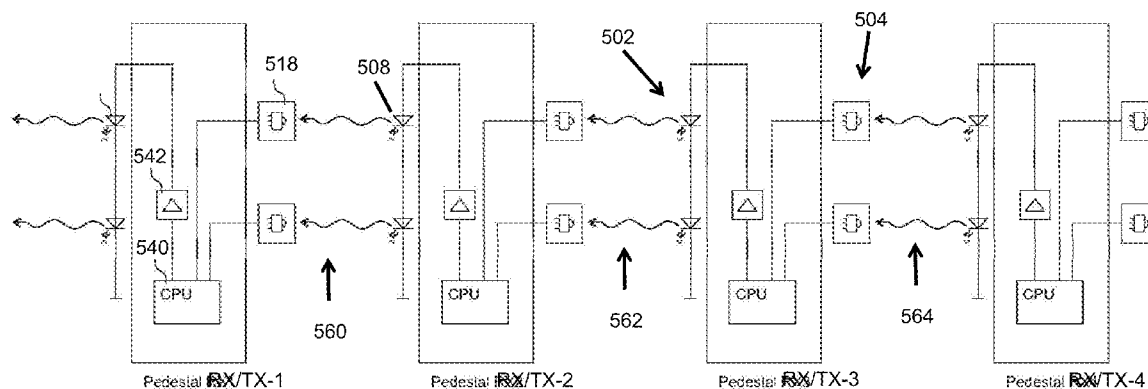 504
502
518
508
542
540
CPU
CPU
CPU
CPU
560
562
564
Pedestal RX/TX-1
Pedestal RX/TX-2
Pedestal RX/TX-3
Pedestal RX/TX-4